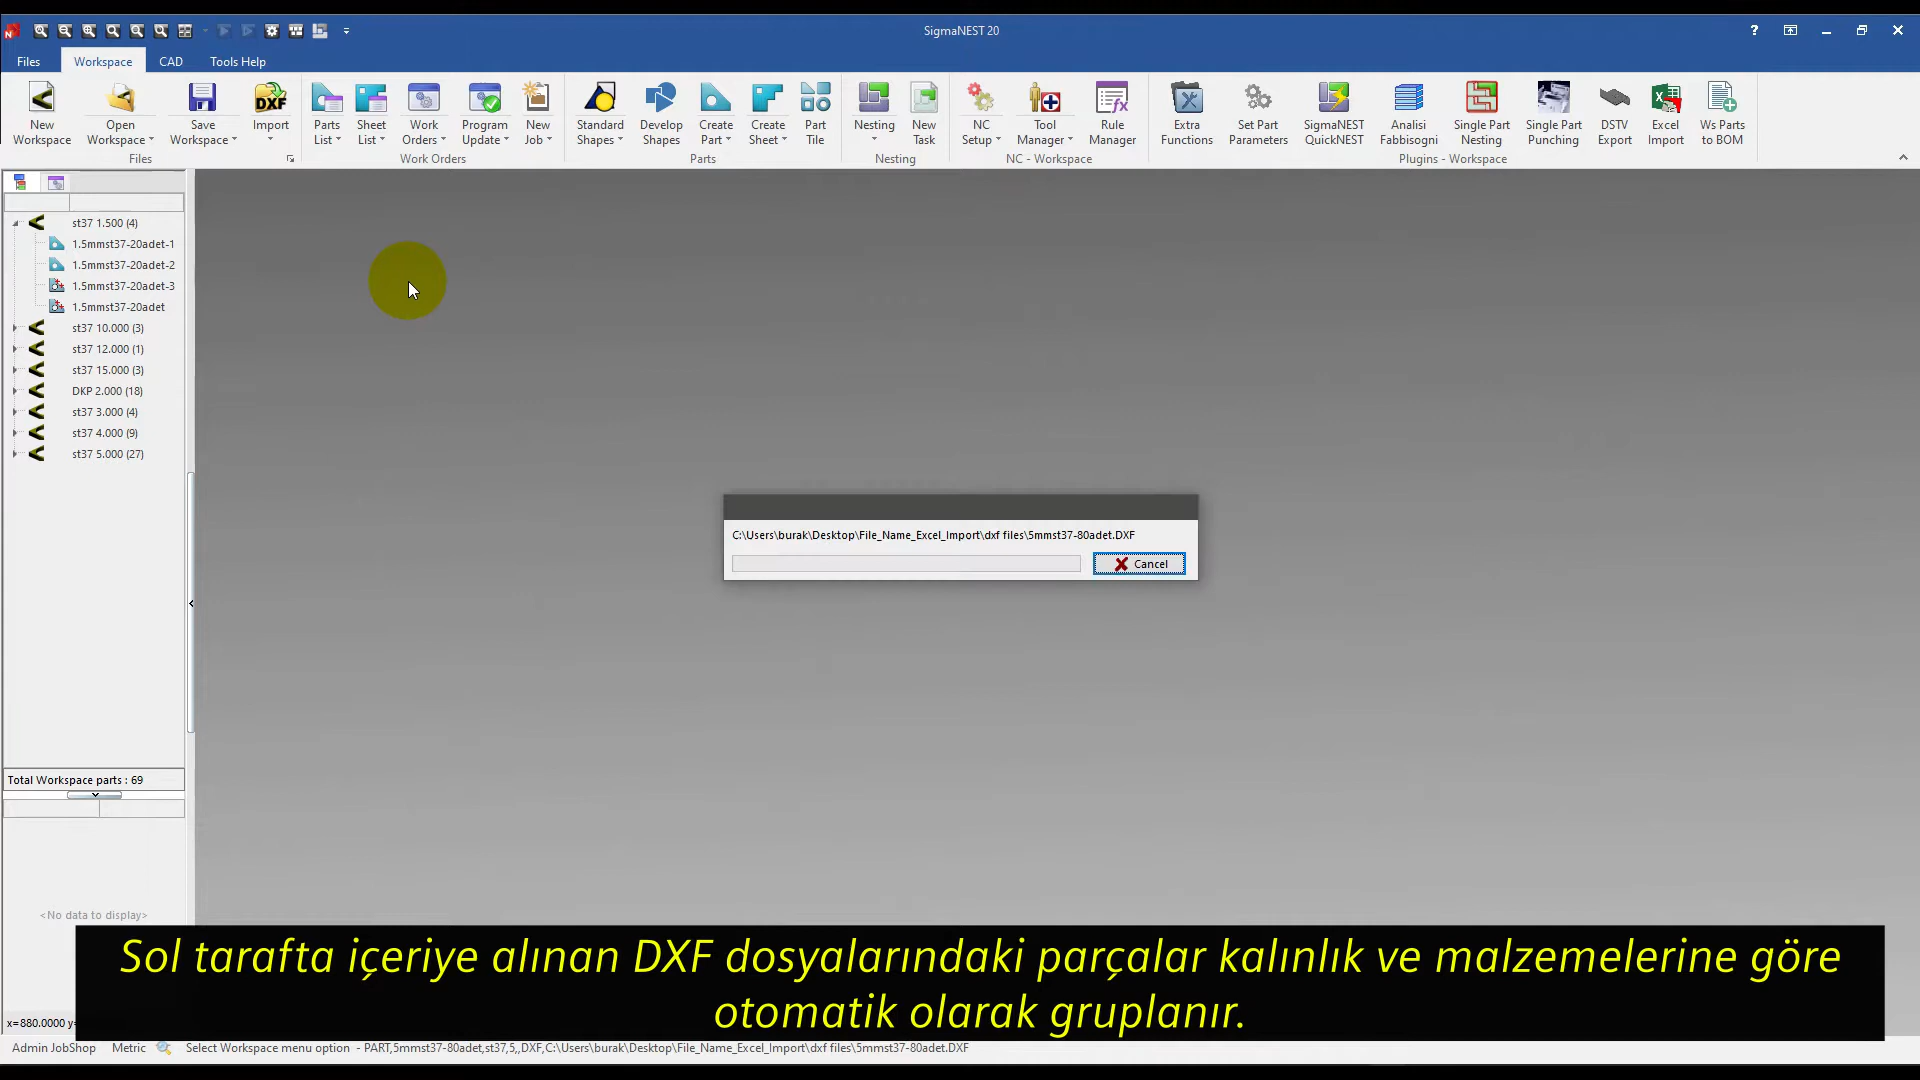 SigmaNEST 20
?
Files
Workspace
CAD
Tools Help
New Workspace
Open Workspace
Save Workspace
DXF
Import
Parts List
Sheet List
Work Orders
Program Update
New Job
Standard Shapes
Develop Shapes
Create Part
Create Sheet
Part Tile
Nesting
New Task
NC Setup
Tool Manager
Rule Manager
Extra Functions
Set Part Parameters
SigmaNEST QuickNEST
Analisi Fabbisogni
Single Part Nesting
Single Part Punching
DSTV Export
Excel Import
Ws Parts to BOM
Files
Work Orders
Parts
Nesting
NC - Workspace
Plugins - Workspace
st37 1.500 (4)
1.5mmst37-20adet-1
1.5mmst37-20adet-2
1.5mmst37-20adet-3
1.5mmst37-20adet
st37 10.000 (3)
st37 12.000 (1)
st37 15.000 (3)
DKP 2.000 (18)
st37 3.000 (4)
st37 4.000 (9)
st37 5.000 (27)
C:\Users\burak\Desktop\File_Name_Excel_Import\dxf files\5mmst37-80adet.DXF
Cancel
Total Workspace parts : 69
<No data to display>
Sol tarafta içeriye alınan DXF dosyalarındaki parçalar kalınlık ve malzemelerine göre
otomatik olarak gruplanır.
x=880.0000
Admin JobShop Metric Select Workspace menu option - PART,5mmst37-80adet,st37,5,,DXF,C:\Users\burak\Desktop\File_Name_Excel_Import\dxf files\5mmst37-80adet.DXF